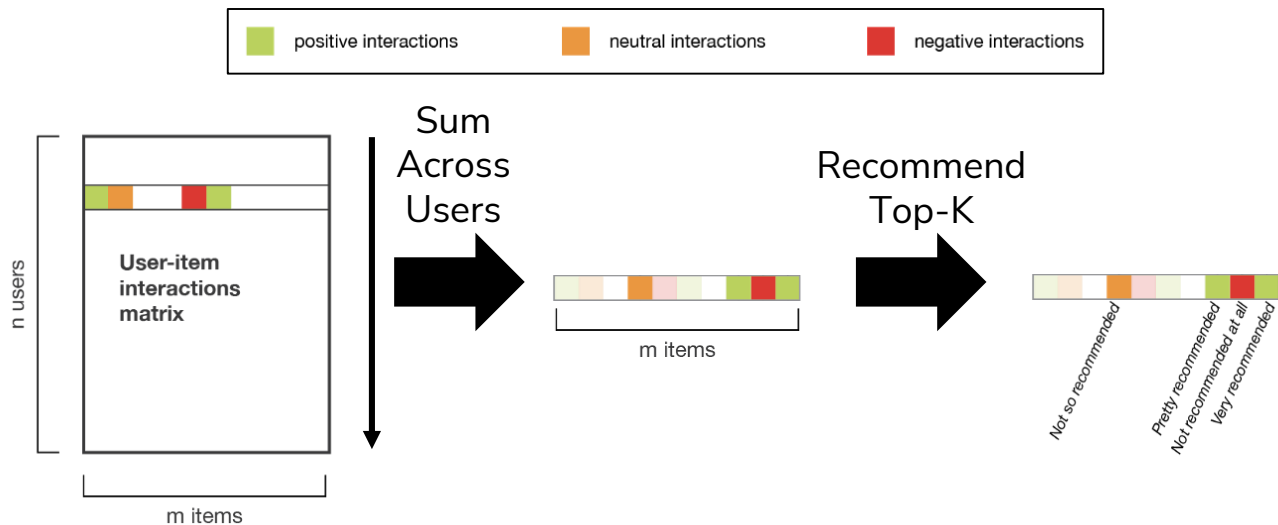 positive interactions
neutral interactions
negative interactions
Sum
Across
Users
Recommend
Top-K
n users
User-item
interactions
matrix
m items
m items
Not so recommended
Pretty recommended
Not recommended at all
Very recommended